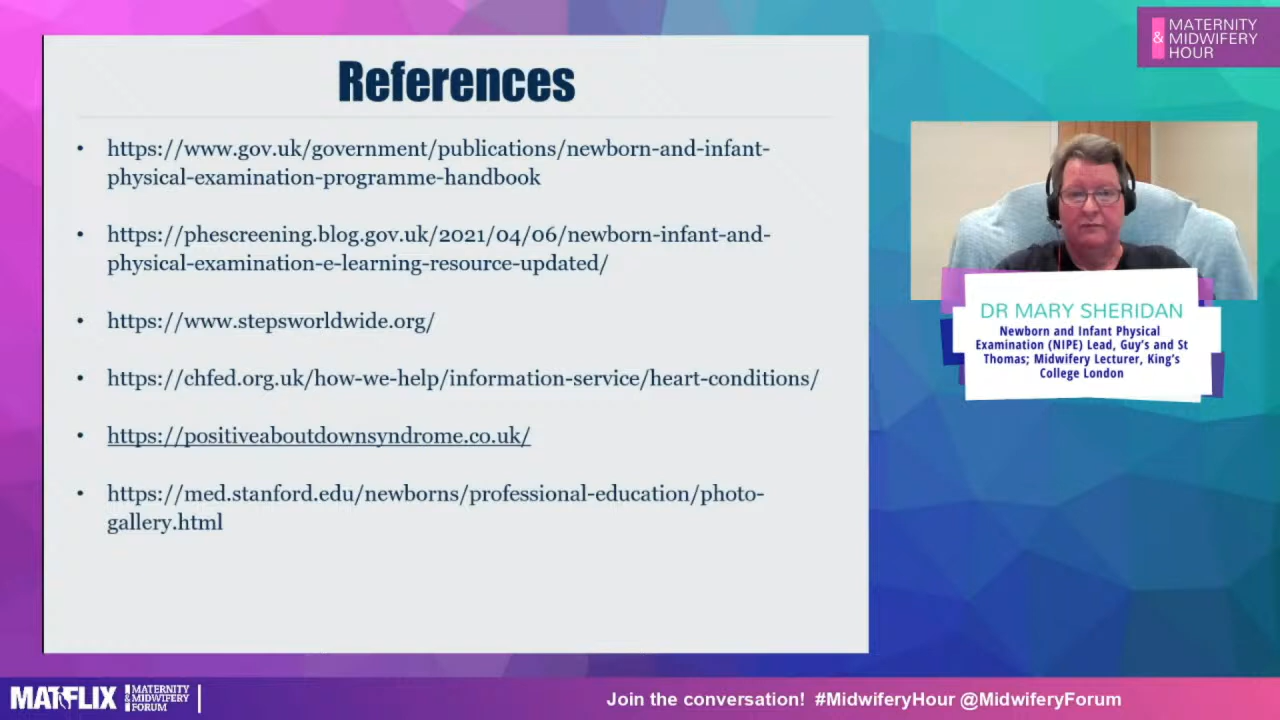 MATERNITY
& MIDWIFERY
HOUR
References
• https://www.gov.uk/government/publications/newborn-and-infant-
physical-examination-programme-handbook
• https://phescreening.blog.gov.uk/2021/04/06/newborn-infant-and-
physical-examination-e-learning-resource-updated/
• https://www.stepsworldwide.org/
• https://chfed.org.uk/how-we-help/information-service/heart-conditions/
• https://positiveaboutdownsyndrome.co.uk/
• https://med.stanford.edu/newborns/professional-education/photo-
gallery.html
DR MARY SHERIDAN
Newborn and Infant Physical
Examination (NIPE) Lead, Guy's and St
Thomas; Midwifery Lecturer, King's
College London
MATFLIX
MATERNITY
& MIDWIFERY
FORUM
Join the conversation! #MidwiferyHour @MidwiferyForum